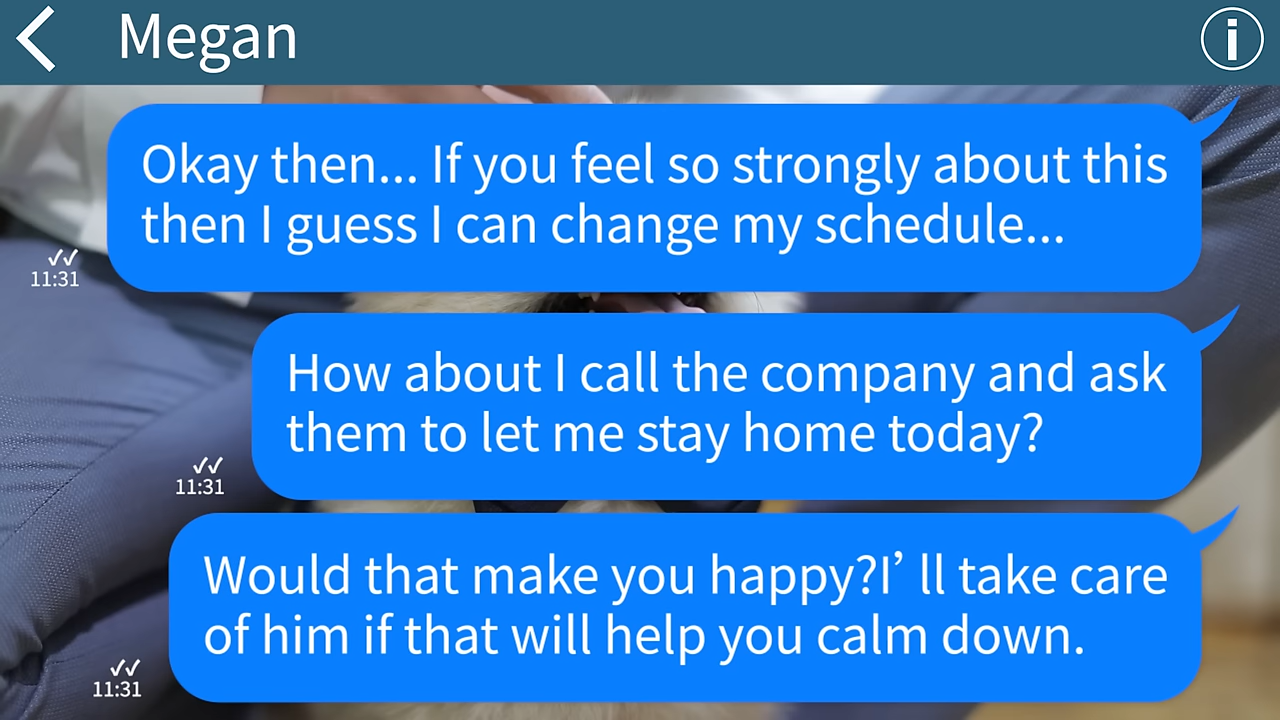 Megan
Okay then... If you feel so strongly about this
then I guess I can change my schedule...
11:31
How about I call the company and ask
them to let me stay home today?
11:31
Would that make you happy?I’ ll take care
of him if that will help you calm down.
11:31